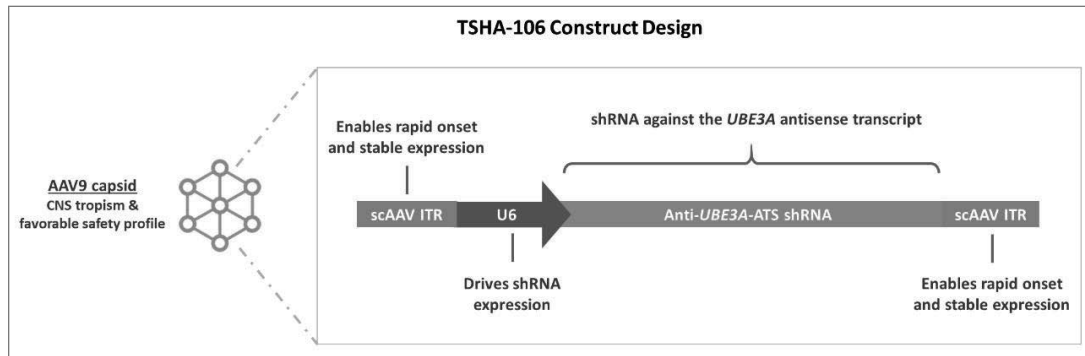 TSHA-106 Construct Design
Enables rapid onset
and stable expression
shRNA against the UBE3A antisense transcript
AAV9 capsid
CNS tropism &
favorable safety profile
scAAV ITR
U6
Anti-UBE3A-ATS shRNA
scAAV ITR
Drives shRNA
expression
Enables rapid onset
and stable expression